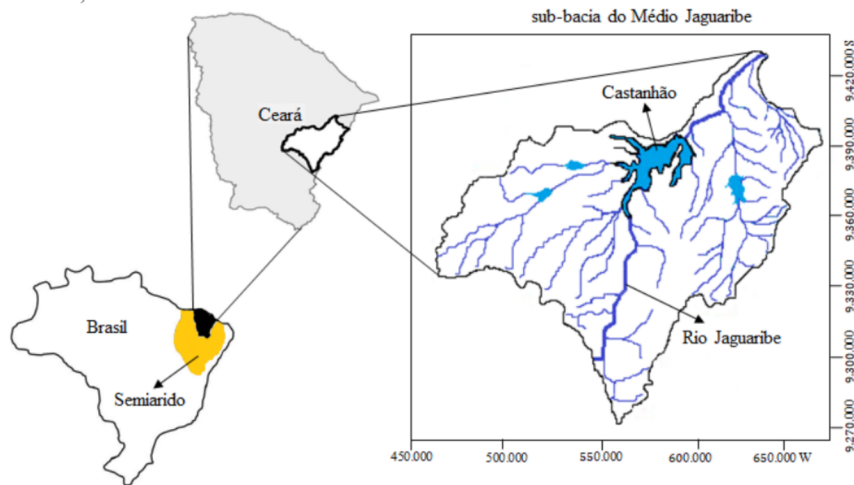 sub-bacia do Médio Jaguaribe
Ceará
Castanhão
Rio Jaguaribe
Brasil
Semiarido
9.420.000 S
9.390.000
9.360.000
9.330.000
9.300.000
9.270.000
450.000
500.000
550.000
600.000
650.000 W